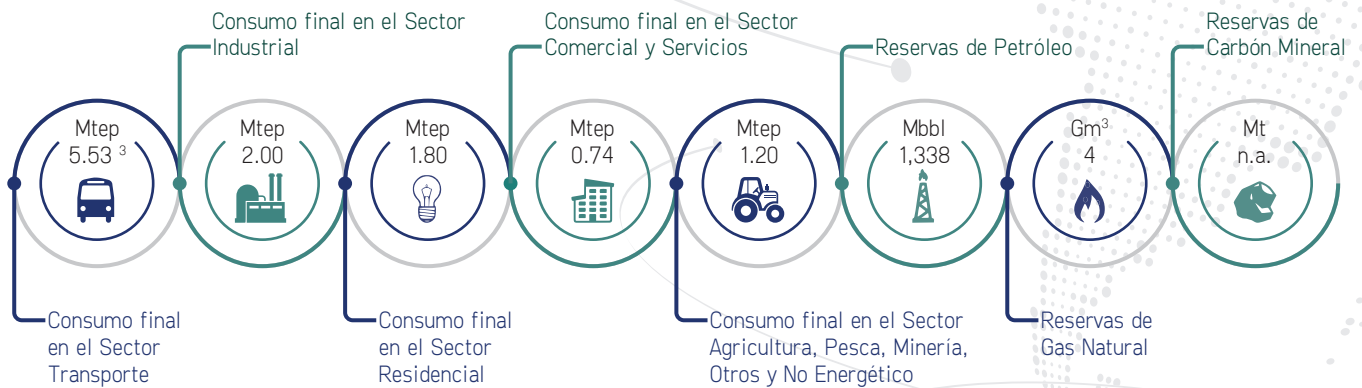 Consumo final en el Sector
Industrial
Consumo final en el Sector
Comercial y Servicios
Reservas de Petróleo
Reservas de
Carbón Mineral
Mtep
5.53 ³
Mtep
2.00
Mtep
1.80
Mtep
0.74
Mtep
1.20
Mbbl
1,338
Gm³
4
Mt
n.a.
Consumo final
en el Sector
Transporte
Consumo final
en el Sector
Residencial
Consumo final en el Sector
Agricultura, Pesca, Minería,
Otros y No Energético
Reservas de
Gas Natural